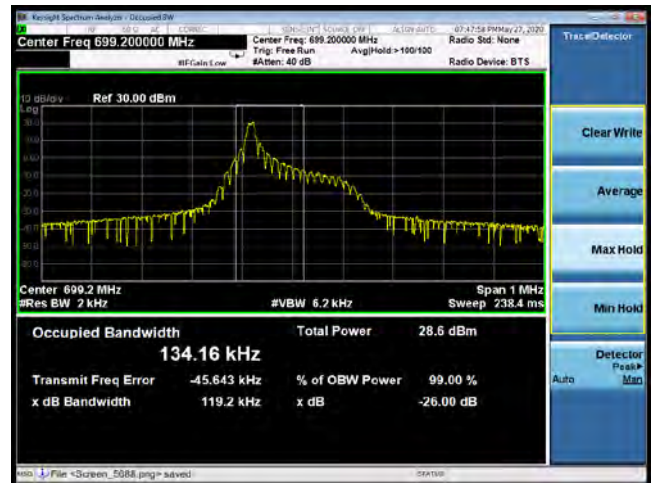 Keysight Spectrum Analyzer - Occupied BW
Center Freq 699.200000 MHz
Center Freq: 699.200000 MHz
07:47:58 PM May 27, 2020
Radio Std: None
Trace/Detector
Trig: Free Run
Avg|Hold:>100/100
#IFGain:Low
#Atten: 40 dB
Radio Device: BTS
10 dB/div
Ref 30.00 dBm
Log
Clear Write
Average
Max Hold
Min Hold
Center 699.2 MHz
Span 1 MHz
#Res BW 2 kHz
#VBW 6.2 kHz
Sweep 238.4 ms
Occupied Bandwidth
Total Power
28.6 dBm
134.16 kHz
Detector
Peak▶
Auto
Man
Transmit Freq Error
-45.643 kHz
% of OBW Power
99.00 %
x dB Bandwidth
119.2 kHz
x dB
-26.00 dB
MSG
File <Screen_5088.png> saved
STATUS